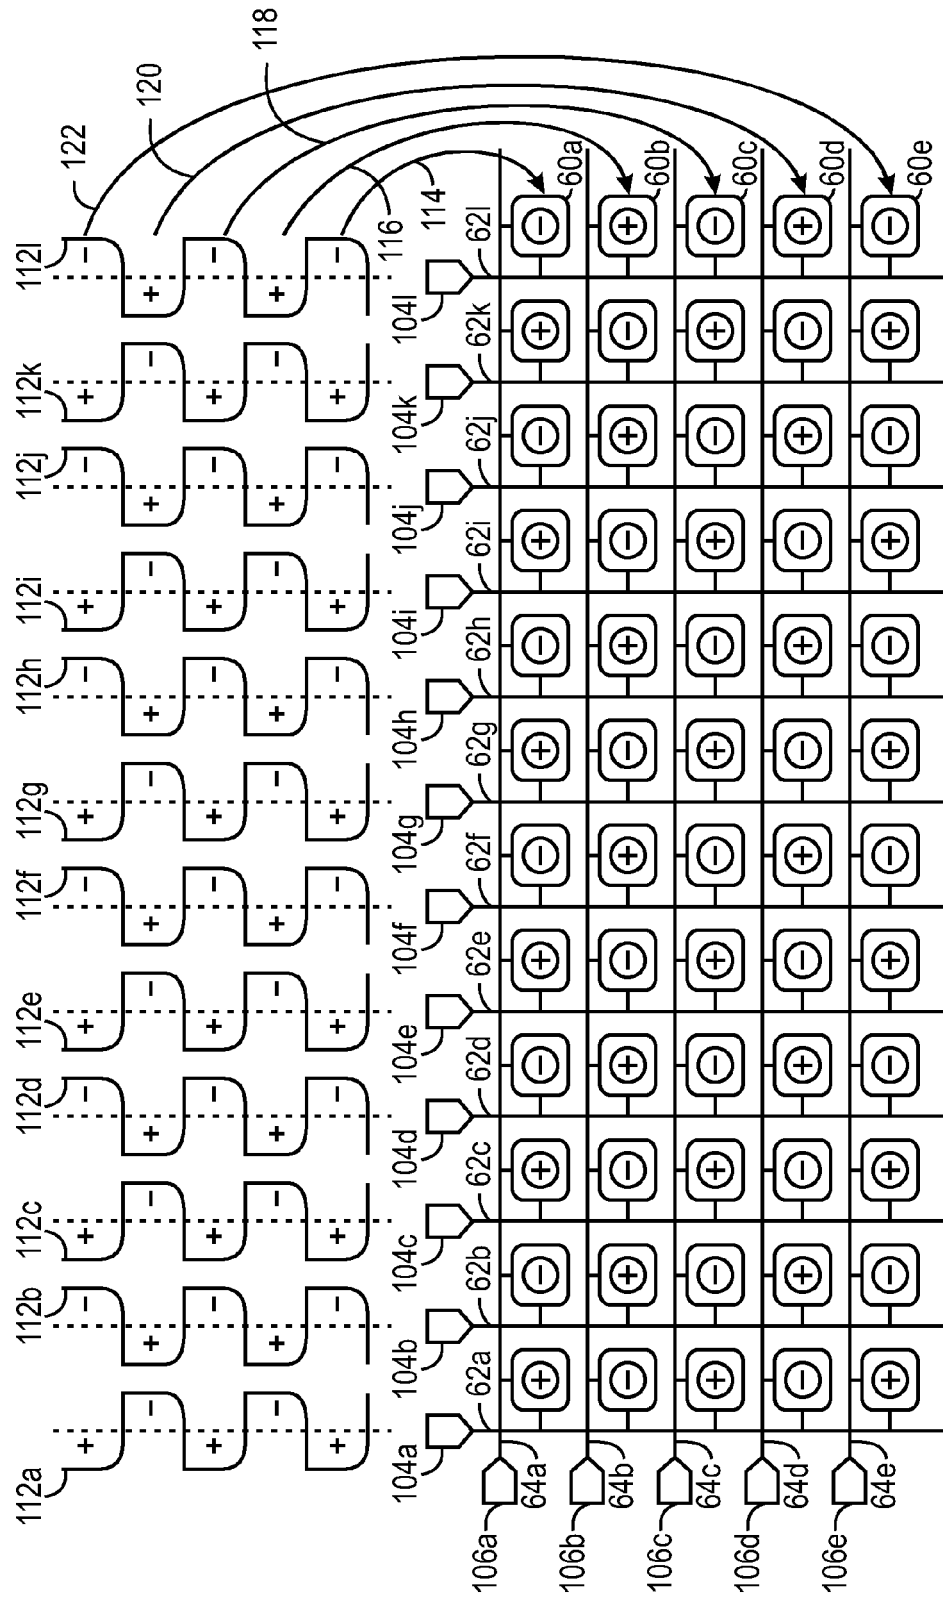 112a 112b 112c 112d 112e 112f 112g 112h 112i 112j 112k 112l 122 120 118
+ − + − + − + − + − + −
− + − + − + − + − + − +
+ − + − + − + − + − + −
− + − + − + − + − + − +
+ − + − + − + − + − + −
116 114
104a 104b 104c 104d 104e 104f 104g 104h 104i 104j 104k 104l
62a 62b 62c 62d 62e 62f 62g 62h 62i 62j 62k 62l
106a 64a + − + − + − + − + − + − 60a
106b 64b − + − + − + − + − + − + 60b
106c 64c + − + − + − + − + − + − 60c
106d 64d − + − + − + − + − + − + 60d
106e 64e + − + − + − + − + − + − 60e